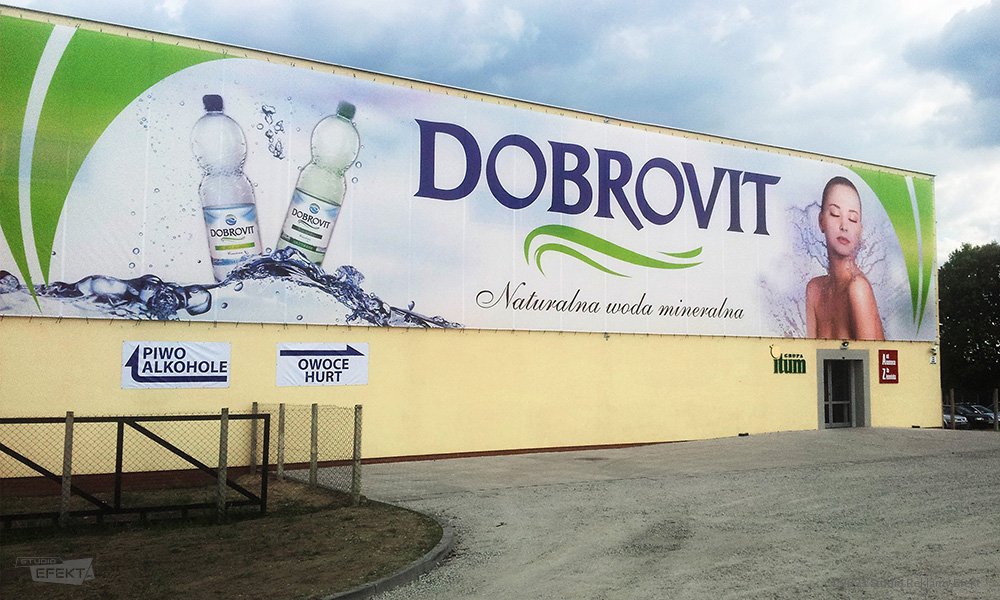 DOBROVIT
Naturalna woda mineralna
DOBROVIT
DOBROVIT
PIWO
ALKOHOLE
OWOCE
HURT
GRUPA
itum
STUDIO
EFEKT